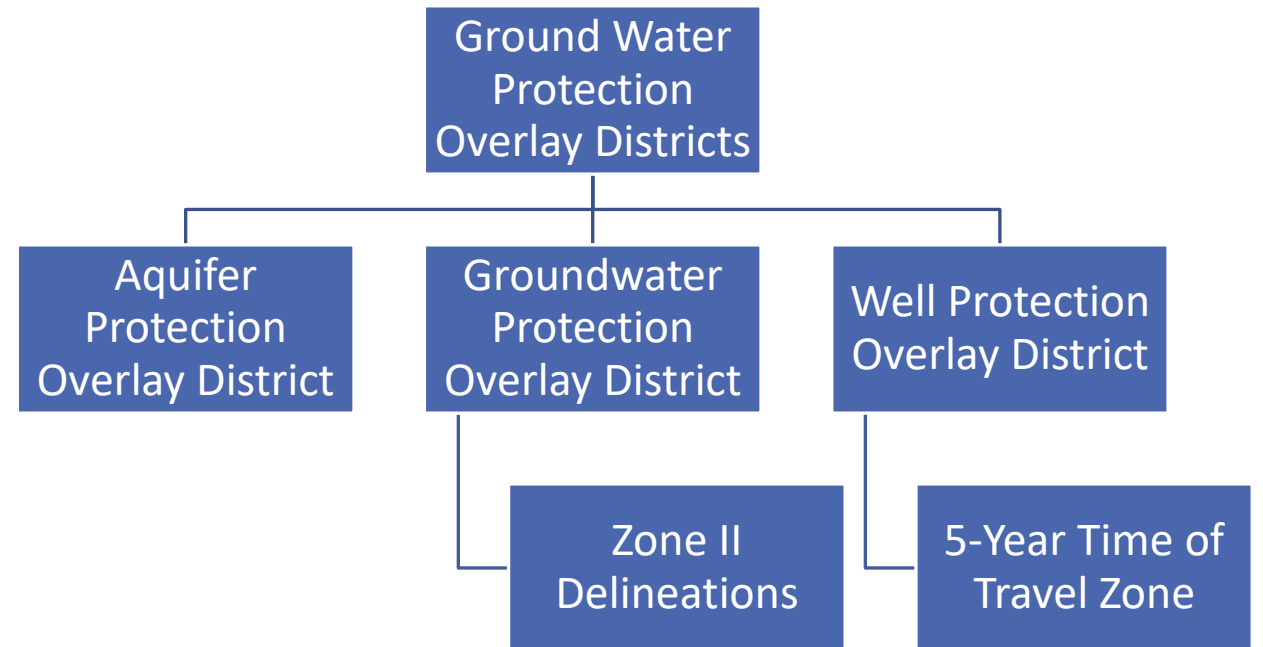 Ground Water
Protection
Overlay Districts
Aquifer
Protection
Overlay District
Groundwater
Protection
Overlay District
Well Protection
Overlay District
Zone II
Delineations
5-Year Time of
Travel Zone